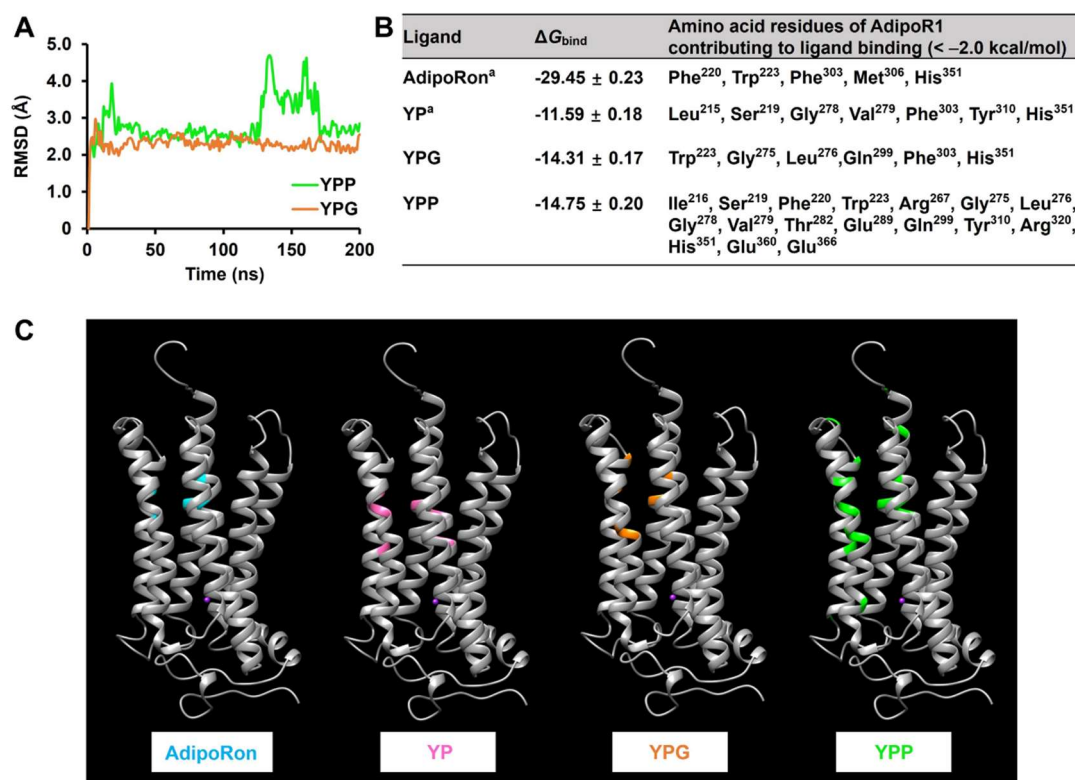 A
RMSD (Å)
5.0
4.0
3.0
2.0
1.0
0
YPP
YPG
0 50 100 150 200
Time (ns)
B
Ligand ΔGbind Amino acid residues of AdipoR1
contributing to ligand binding (< −2.0 kcal/mol)
AdipoRonᵃ -29.45 ± 0.23 Phe²²⁰, Trp²²³, Phe³⁰³, Met³⁰⁶, His³⁵¹
YPᵃ -11.59 ± 0.18 Leu²¹⁵, Ser²¹⁹, Gly²⁷⁸, Val²⁷⁹, Phe³⁰³, Tyr³¹⁰, His³⁵¹
YPG -14.31 ± 0.17 Trp²²³, Gly²⁷⁵, Leu²⁷⁶,Gln²⁹⁹, Phe³⁰³, His³⁵¹
YPP -14.75 ± 0.20 Ile²¹⁶, Ser²¹⁹, Phe²²⁰, Trp²²³, Arg²⁶⁷, Gly²⁷⁵, Leu²⁷⁶,
Gly²⁷⁸, Val²⁷⁹, Thr²⁸², Glu²⁸⁹, Gln²⁹⁹, Tyr³¹⁰, Arg³²⁰,
His³⁵¹, Glu³⁶⁰, Glu³⁶⁶
C
AdipoRon YP YPG YPP